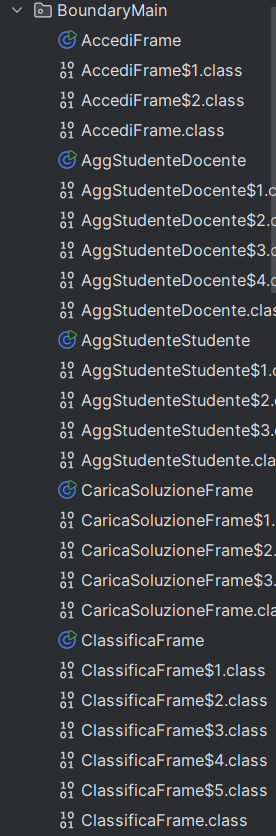 BoundaryMain
AccediFrame
AccediFrame$1.class
AccediFrame$2.class
AccediFrame.class
AggStudenteDocente
AggStudenteDocente$1.c
AggStudenteDocente$2.c
AggStudenteDocente$3.c
AggStudenteDocente$4.c
AggStudenteDocente.clas
AggStudenteStudente
AggStudenteStudente$1.c
AggStudenteStudente$2.c
AggStudenteStudente$3.c
AggStudenteStudente.cla
CaricaSoluzioneFrame
CaricaSoluzioneFrame$1.
CaricaSoluzioneFrame$2.
CaricaSoluzioneFrame$3.
CaricaSoluzioneFrame.cla
ClassificaFrame
ClassificaFrame$1.class
ClassificaFrame$2.class
ClassificaFrame$3.class
ClassificaFrame$4.class
ClassificaFrame$5.class
ClassificaFrame.class